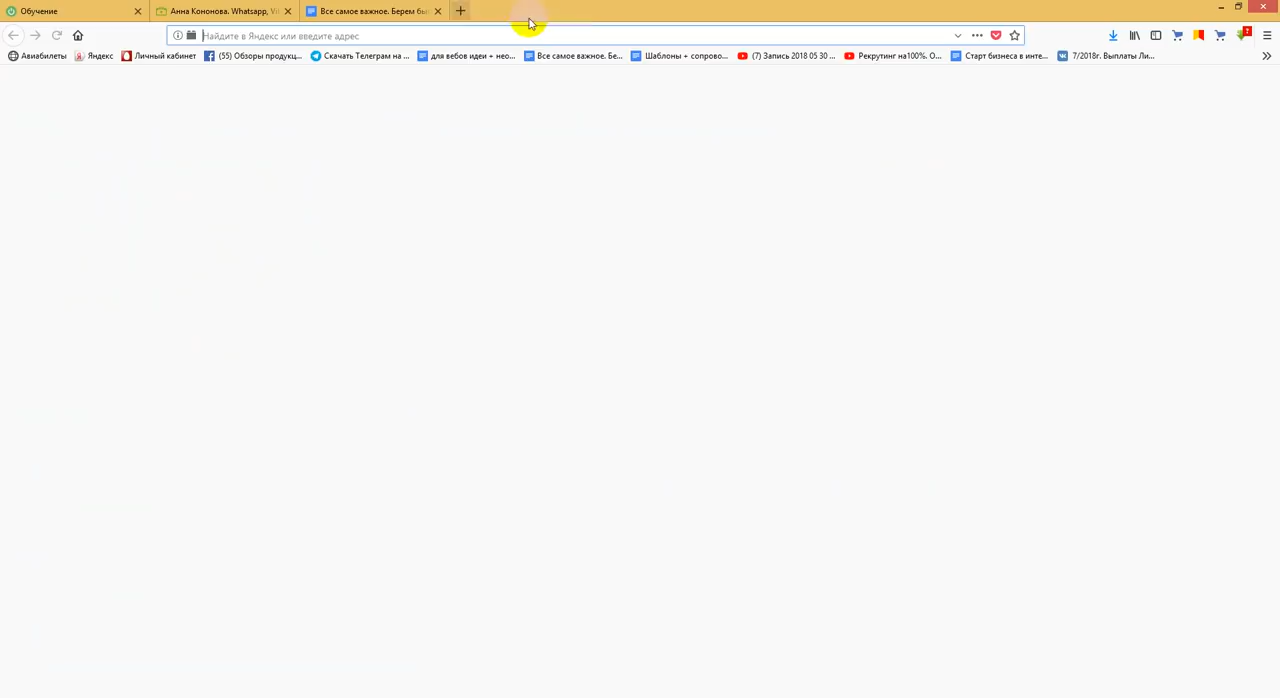 Обучение
Анна Кононова. Whatsapp, Vi
Все самое важное. Берем бы
Найдите в Яндекс или введите адрес
Авиабилеты Яндекс Личный кабинет (55) Обзоры продукц... Скачать Телеграм на ... для вебов идеи + нео... Все самое важное. Бе... Шаблоны + сопрово... (7) Запись 2018 05 30 ... Рекрутинг на100%. О... Старт бизнеса в инте... 7/2018г. Выплаты Ли...